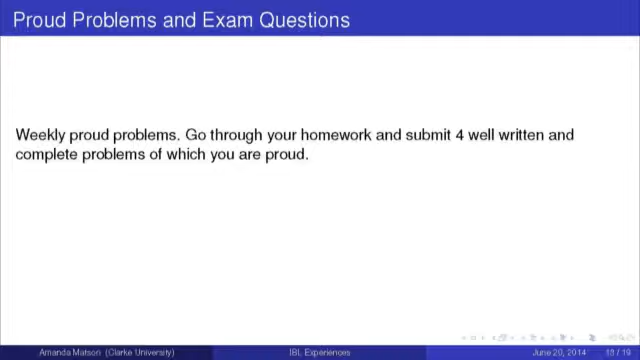 Proud Problems and Exam Questions
Weekly proud problems. Go through your homework and submit 4 well written and
complete problems of which you are proud.
Amanda Matson (Clarke University)
IBL Experiences
June 20, 2014
/ 19